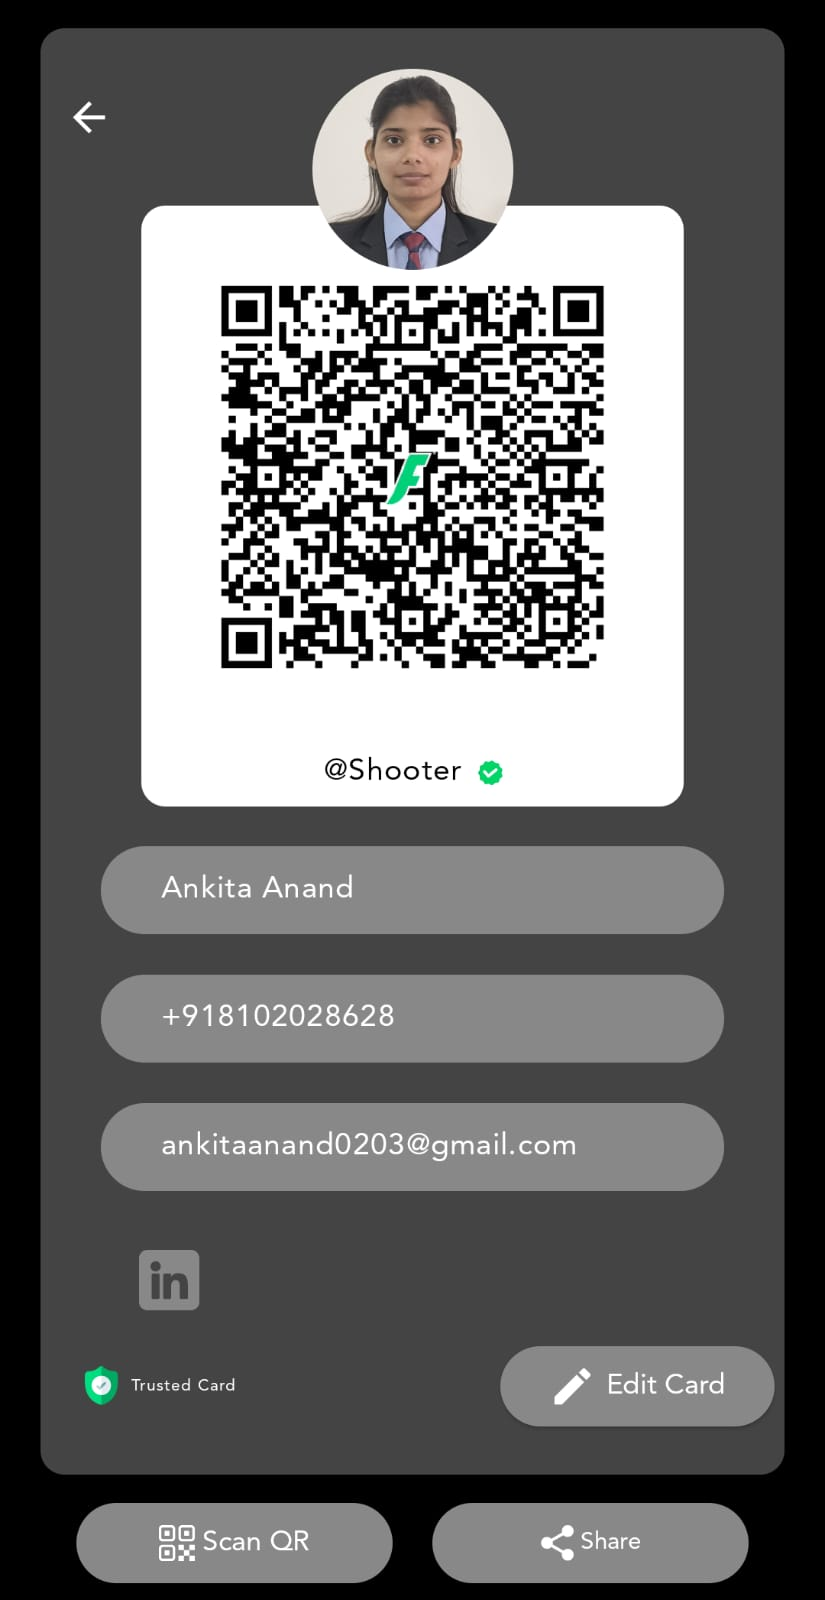 @Shooter
Ankita Anand
+918102028628
ankitaanand0203@gmail.com
in
Trusted Card
Edit Card
Scan QR
Share